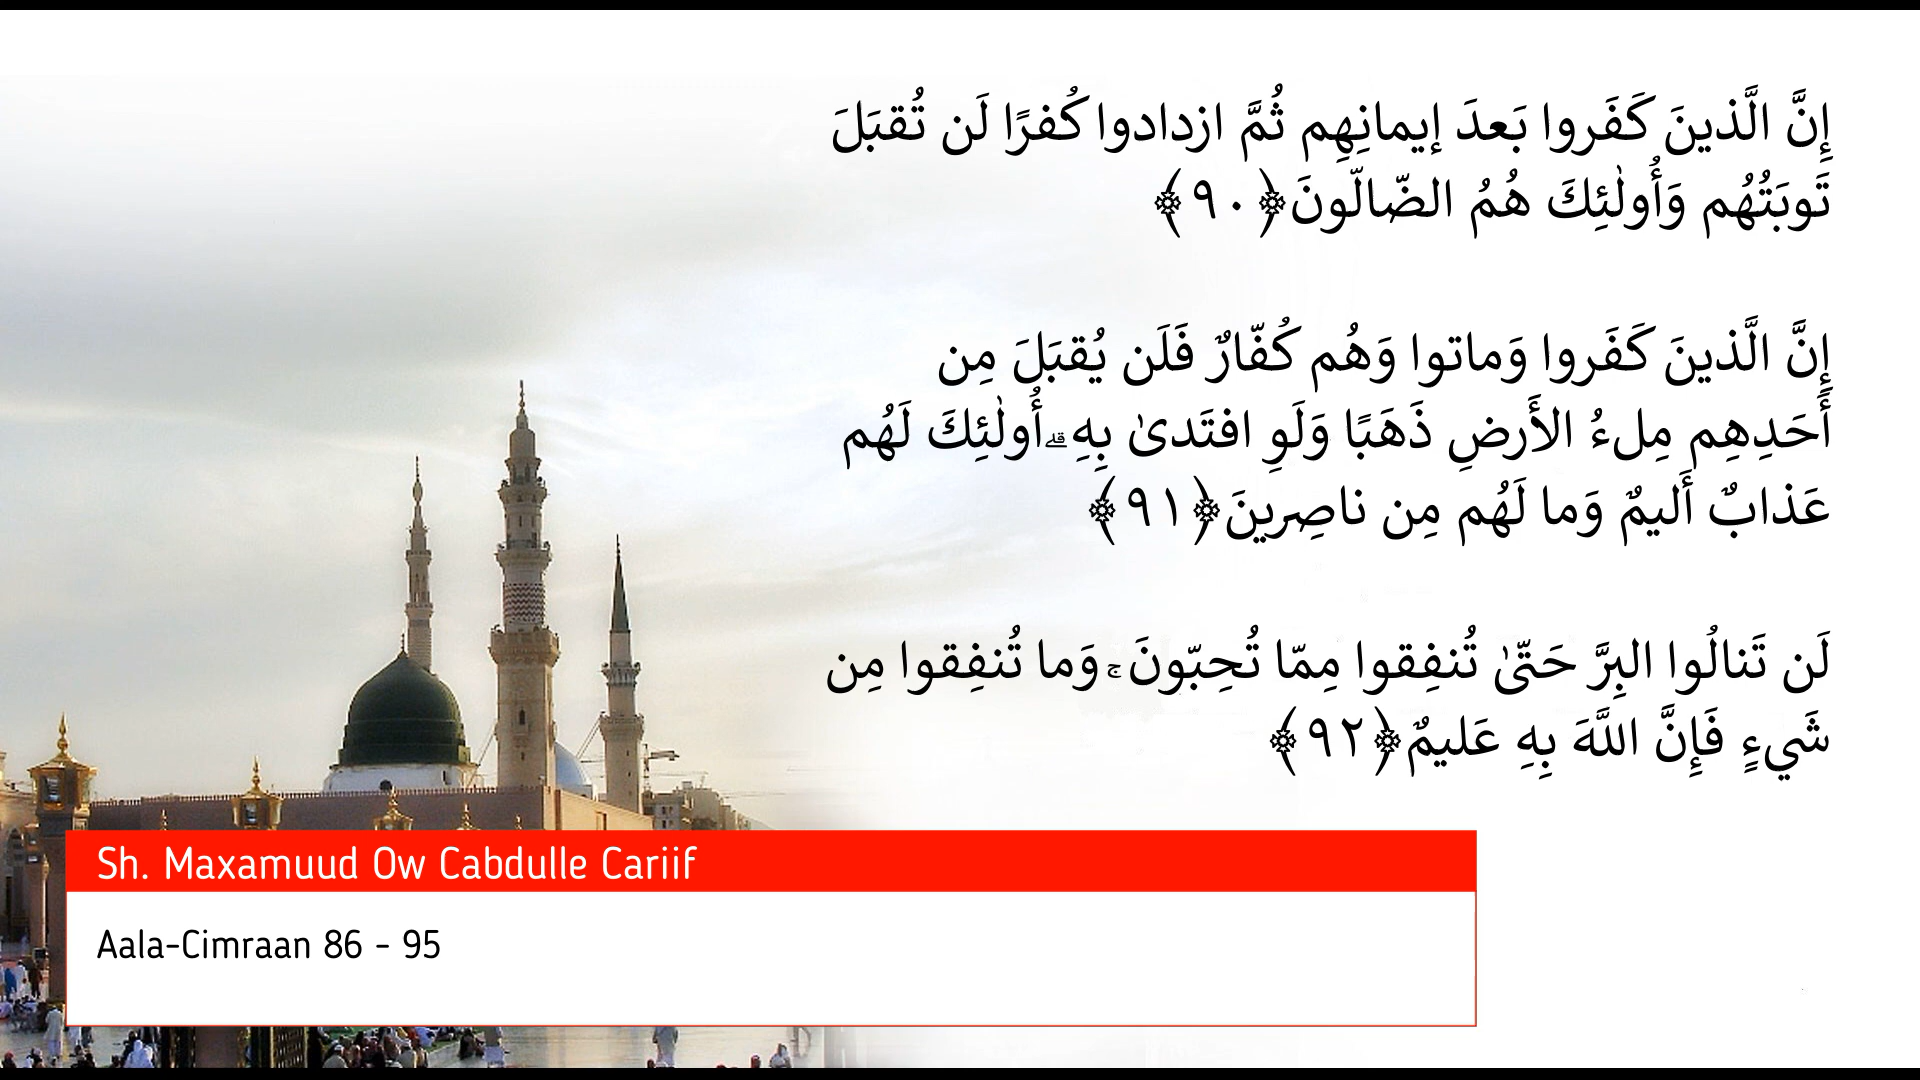 إِنَّ الَّذينَ كَفَروا بَعدَ إيمانِهِم ثُمَّ ازدادوا كُفرًا لَن تُقبَلَ
تَوبَتُهُم وَأُولٰئِكَ هُمُ الضّالّونَ﴿٩٠﴾
إِنَّ الَّذينَ كَفَروا وَماتوا وَهُم كُفّارٌ فَلَن يُقبَلَ مِن
أَحَدِهِم مِلءُ الأَرضِ ذَهَبًا وَلَوِ افتَدىٰ بِهِ ۗ أُولٰئِكَ لَهُم
عَذابٌ أَليمٌ وَما لَهُم مِن ناصِرينَ﴿٩١﴾
لَن تَنالُوا البِرَّ حَتّىٰ تُنفِقوا مِمّا تُحِبّونَ ۚ وَما تُنفِقوا مِن
شَيءٍ فَإِنَّ اللَّهَ بِهِ عَليمٌ﴿٩٢﴾
Sh. Maxamuud Ow Cabdulle Cariif
Aala-Cimraan 86 - 95